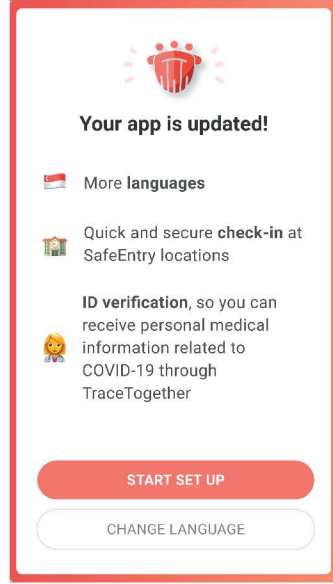 Your app is updated!
More languages
Quick and secure check-in at
SafeEntry locations
ID verification, so you can
receive personal medical
information related to
COVID-19 through
TraceTogether
START SET UP
CHANGE LANGUAGE